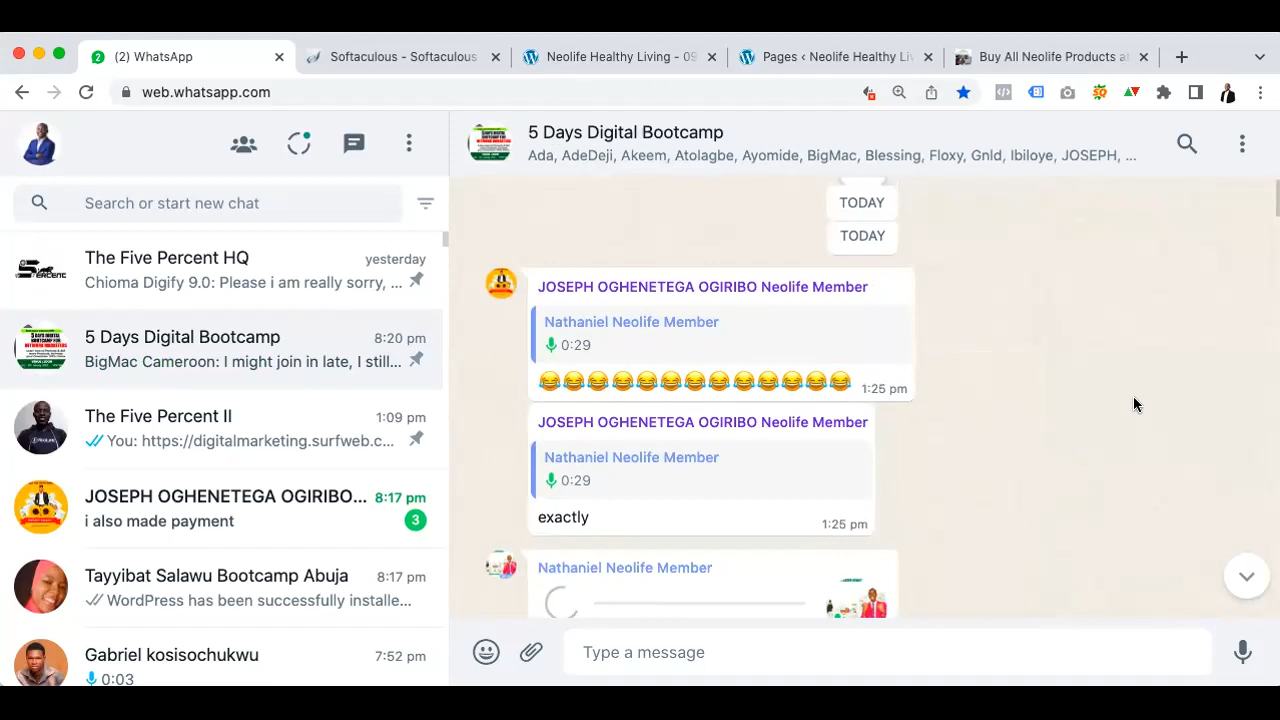 (2) WhatsApp
Softaculous - Softaculous
Neolife Healthy Living - 09
Pages ‹ Neolife Healthy Liv
Buy All Neolife Products at
web.whatsapp.com
Search or start new chat
The Five Percent HQ
yesterday
Chioma Digify 9.0: Please i am really sorry, ...
5 Days Digital Bootcamp
8:20 pm
BigMac Cameroon: I might join in late, I still...
The Five Percent II
1:09 pm
You: https://digitalmarketing.surfweb.c...
JOSEPH OGHENETEGA OGIRIBO...
8:17 pm
i also made payment
3
Tayyibat Salawu Bootcamp Abuja
8:17 pm
WordPress has been successfully installe...
Gabriel kosisochukwu
7:52 pm
0:03
5 Days Digital Bootcamp
Ada, AdeDeji, Akeem, Atolagbe, Ayomide, BigMac, Blessing, Floxy, Gnld, Ibiloye, JOSEPH, ...
TODAY
TODAY
JOSEPH OGHENETEGA OGIRIBO Neolife Member
Nathaniel Neolife Member
0:29
😂😂😂😂😂😂😂😂😂😂😂😂😂
1:25 pm
JOSEPH OGHENETEGA OGIRIBO Neolife Member
Nathaniel Neolife Member
0:29
exactly
1:25 pm
Nathaniel Neolife Member
Type a message